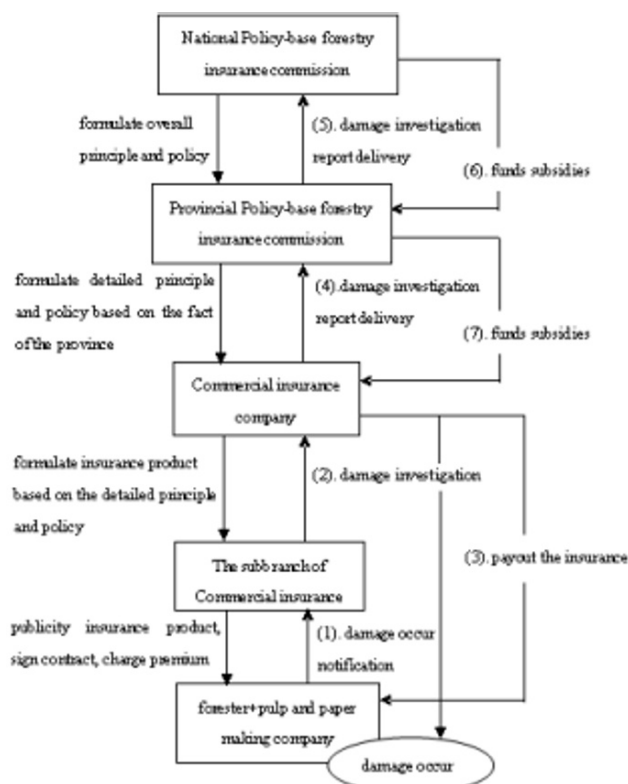 National Policy-base forestry
insurance commission
formulate overall
principle and policy
(5). damage investigation
report delivery
(6). funds subsidies
Provincial Policy-base forestry
insurance commission
formulate detailed principle
and policy based on the fact
of the province
(4).damage investigation
report delivery
(7). funds subsidies
Commercial insurance
company
formulate insurance product
based on the detailed principle
and policy
(2). damage investigation
(3). payout the insurance
The subbranch of
Commercial insurance
publicity insurance product,
sign contract, charge premium
(1). damage occur
notification
forester+pulp and paper
making company
damage occur